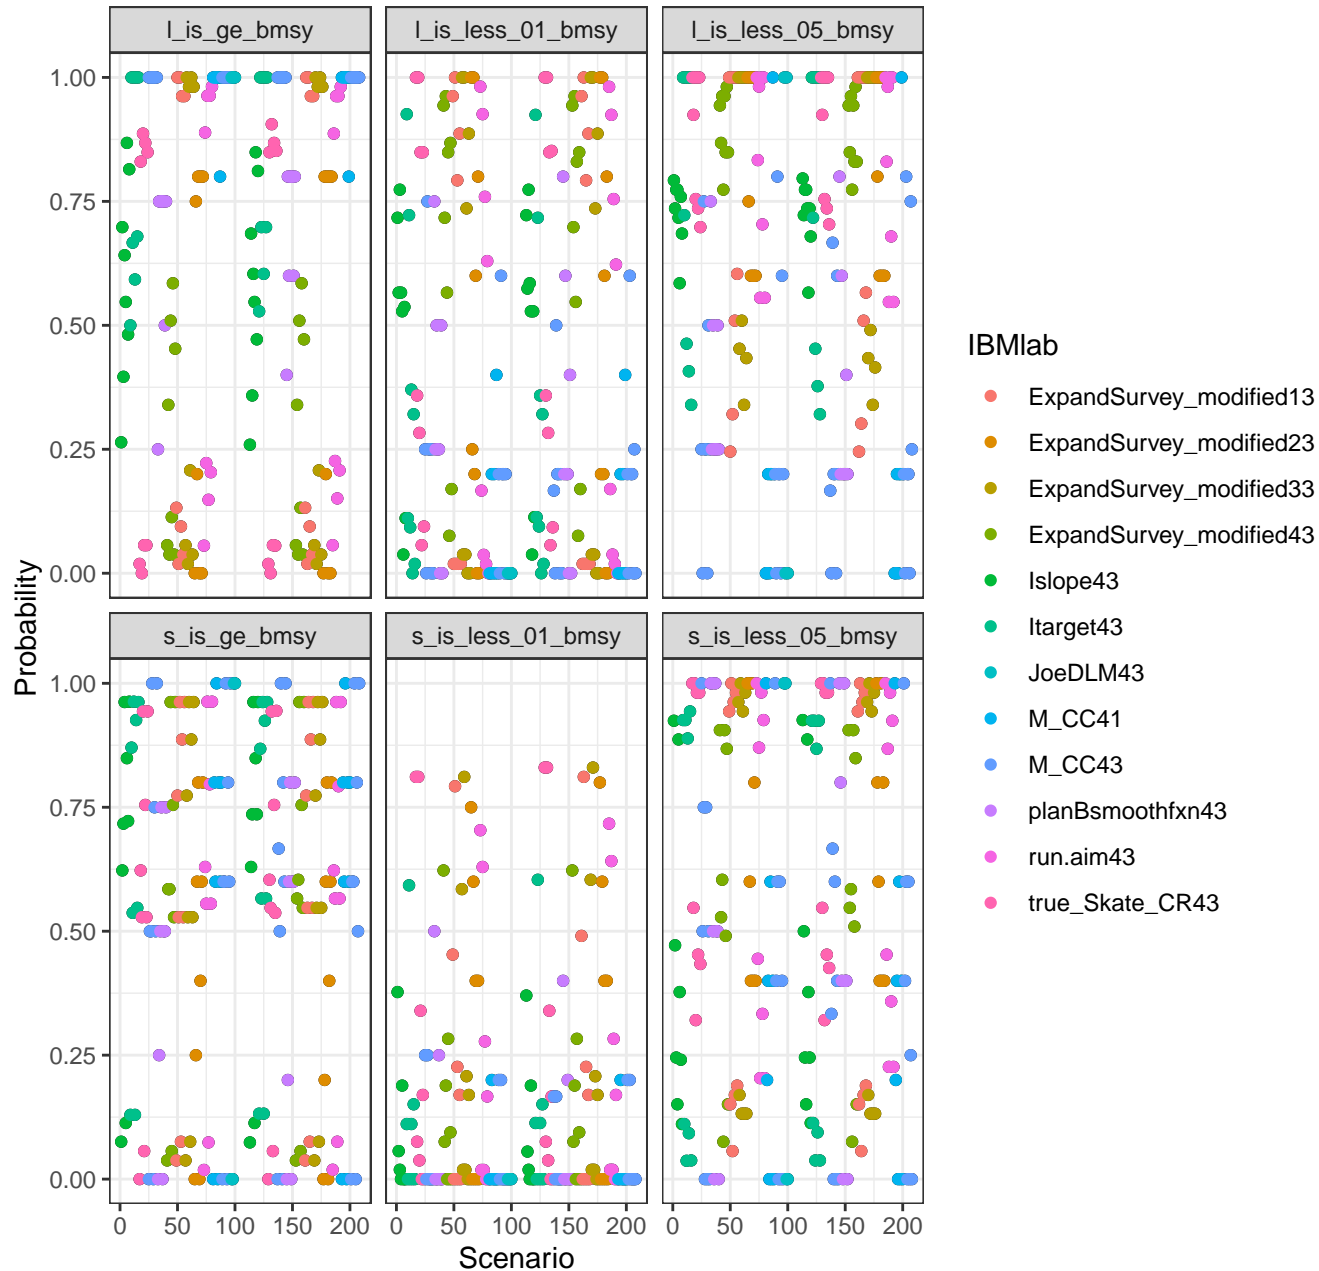 l_is_ge_bmsy
l_is_less_01_bmsy
l_is_less_05_bmsy
1.00
0.75
0.50
0.25
0.00
s_is_ge_bmsy
s_is_less_01_bmsy
s_is_less_05_bmsy
1.00
0.75
0.50
0.25
0.00
0 50 100 150 200
0 50 100 150 200
0 50 100 150 200
Scenario
Probability
IBMlab
ExpandSurvey_modified13
ExpandSurvey_modified23
ExpandSurvey_modified33
ExpandSurvey_modified43
Islope43
Itarget43
JoeDLM43
M_CC41
M_CC43
planBsmoothfxn43
run.aim43
true_Skate_CR43